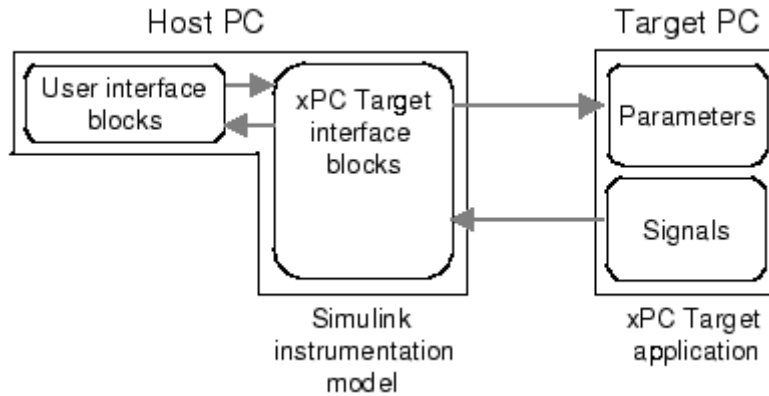 Host PC
Target PC
User interface
blocks
xPC Target
interface
blocks
Parameters
Signals
Simulink
instrumentation
model
xPC Target
application